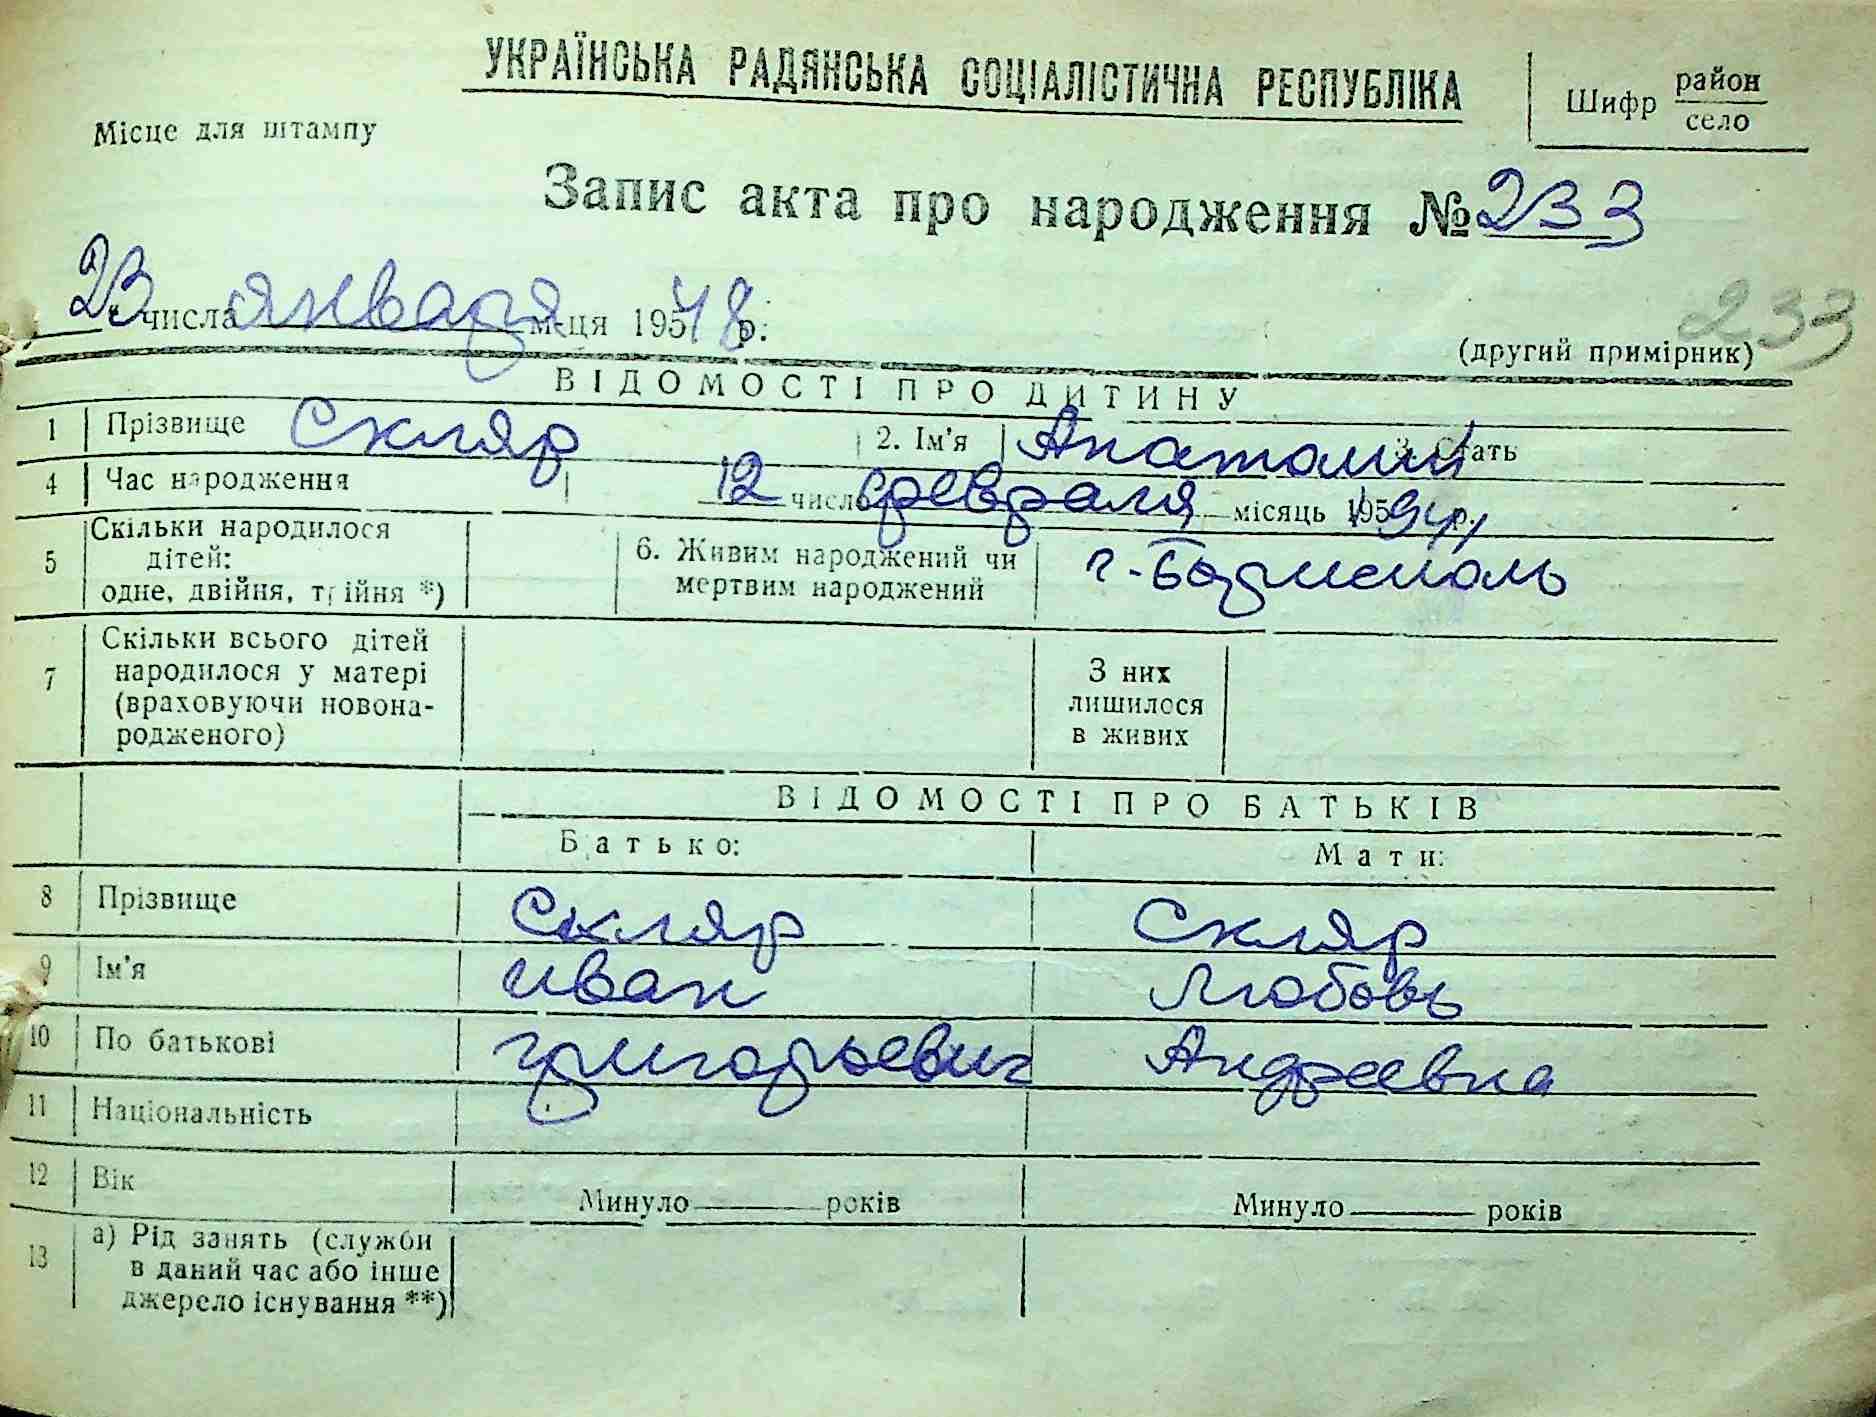 УКРАЇНСЬКА РАДЯНСЬКА СОЦІАЛІСТИЧНА РЕСПУБЛІКА
Шифр район
село
Місце для штампу
Запис акта про народження № 233
23 числа января м-ця 195 48 р.
233
(другий примірник)
ВІДОМОСТІ ПРО ДИТИНУ
1 Прізвище Скляр 2. Ім'я Анатолий 3. Стать
4 Час народження 12 число февраля місяць 195 р.
5 Скільки народилося дітей: одне, двійня, трійня *) 6. Живим народжений чи мертвим народжений г. Борисполь
7 Скільки всього дітей народилося у матері (враховуючи новонародженого) З них лишилося в живих
ВІДОМОСТІ ПРО БАТЬКІВ
Батько: Мати:
8 Прізвище Скляр Скляр
9 Ім'я Иван Любовь
10 По батькові Григорьевич Андреевна
11 Національність
12 Вік Минуло років Минуло років
13 а) Рід занять (служби в даний час або інше джерело існування **)